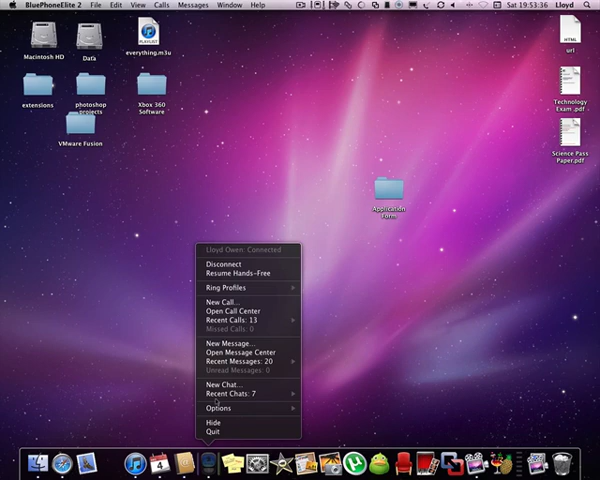 BluePhoneElite 2 File Edit View Calls Messages Window Help Sat 19:53:36 Lloyd
Macintosh HD
Data
PLAYLIST
everything.m3u
HTML
url
extensions
photoshop
projects
Xbox 360
Software
Technology
Exam .pdf
VMware Fusion
Science Pass
Paper.pdf
Application
Form
Lloyd Owen: Connected
Disconnect
Resume Hands-Free
Ring Profiles
New Call...
Open Call Center
Recent Calls: 13
Missed Calls: 0
New Message...
Open Message Center
Recent Messages: 20
Unread Messages: 0
New Chat...
Recent Chats: 7
Options
Hide
Quit
4